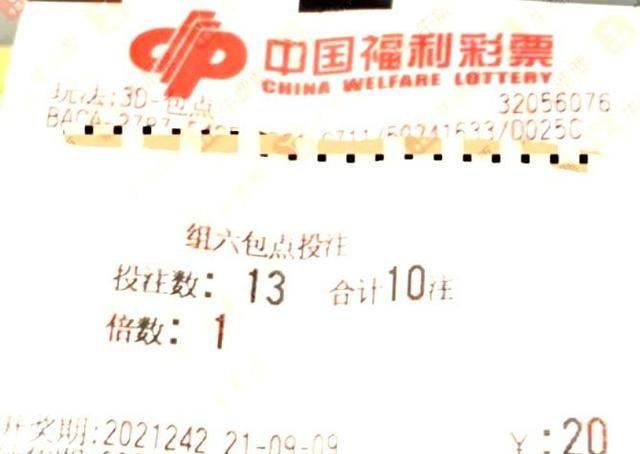 中国福利彩票
CHINA WELFARE LOTTERY
玩法:3D-包点 32056076
组六包点投注
投注数: 13 合计10注
倍数: 1
开奖期:2021242 21-09-09 ¥:20